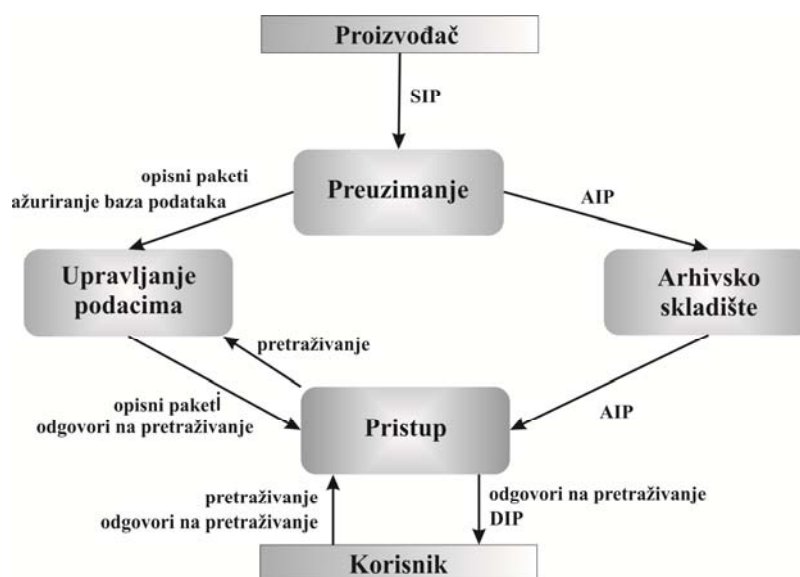 Proizvođač
SIP
opisni paketi
ažuriranje baza podataka
Preuzimanje
AIP
Upravljanje
podacima
Arhivsko
skladište
pretraživanje
opisni paketi
odgovori na pretraživanje
Pristup
AIP
pretraživanje
odgovori na pretraživanje
odgovori na pretraživanje
DIP
Korisnik